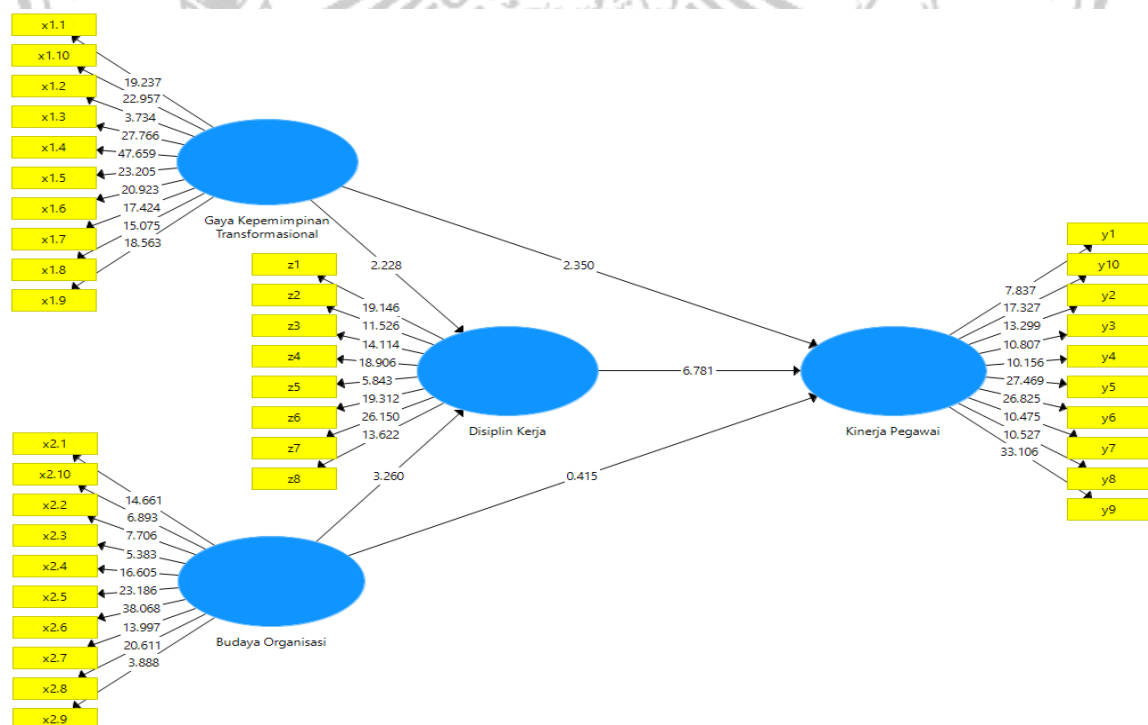 x1.1
x1.10
x1.2
x1.3
x1.4
x1.5
x1.6
x1.7
x1.8
x1.9
19.237
22.957
3.734
27.766
47.659
23.205
20.923
17.424
15.075
18.563
Gaya Kepemimpinan
Transformasional
2.228
2.350
z1
z2
z3
z4
z5
z6
z7
z8
19.146
11.526
14.114
18.906
5.843
19.312
26.150
13.622
Disiplin Kerja
6.781
3.260
0.415
x2.1
x2.10
x2.2
x2.3
x2.4
x2.5
x2.6
x2.7
x2.8
x2.9
14.661
6.893
7.706
5.383
16.605
23.186
38.068
13.997
20.611
3.888
Budaya Organisasi
Kinerja Pegawai
7.837
17.327
13.299
10.807
10.156
27.469
26.825
10.475
10.527
33.106
y1
y10
y2
y3
y4
y5
y6
y7
y8
y9